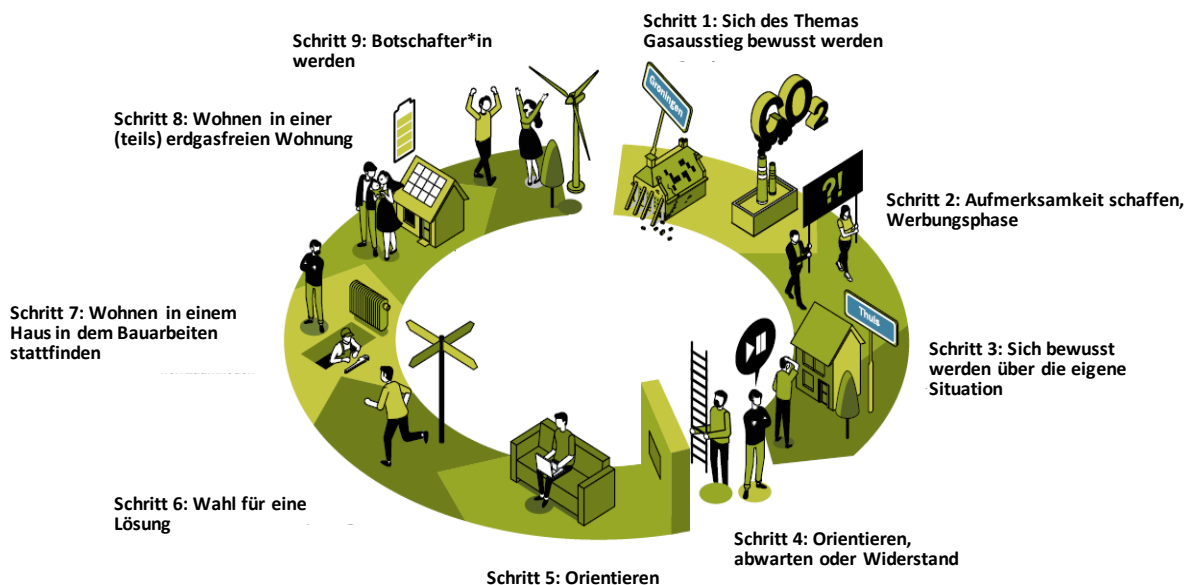 Schritt 1: Sich des Themas
Gasausstieg bewusst werden
Groningen
CO2
?!
Schritt 2: Aufmerksamkeit schaffen,
Werbungsphase
Thuis
Schritt 3: Sich bewusst
werden über die eigene
Situation
Schritt 4: Orientieren,
abwarten oder Widerstand
Schritt 5: Orientieren
Schritt 6: Wahl für eine
Lösung
Schritt 7: Wohnen in einem
Haus in dem Bauarbeiten
stattfinden
Schritt 8: Wohnen in einer
(teils) erdgasfreien Wohnung
Schritt 9: Botschafter*in
werden